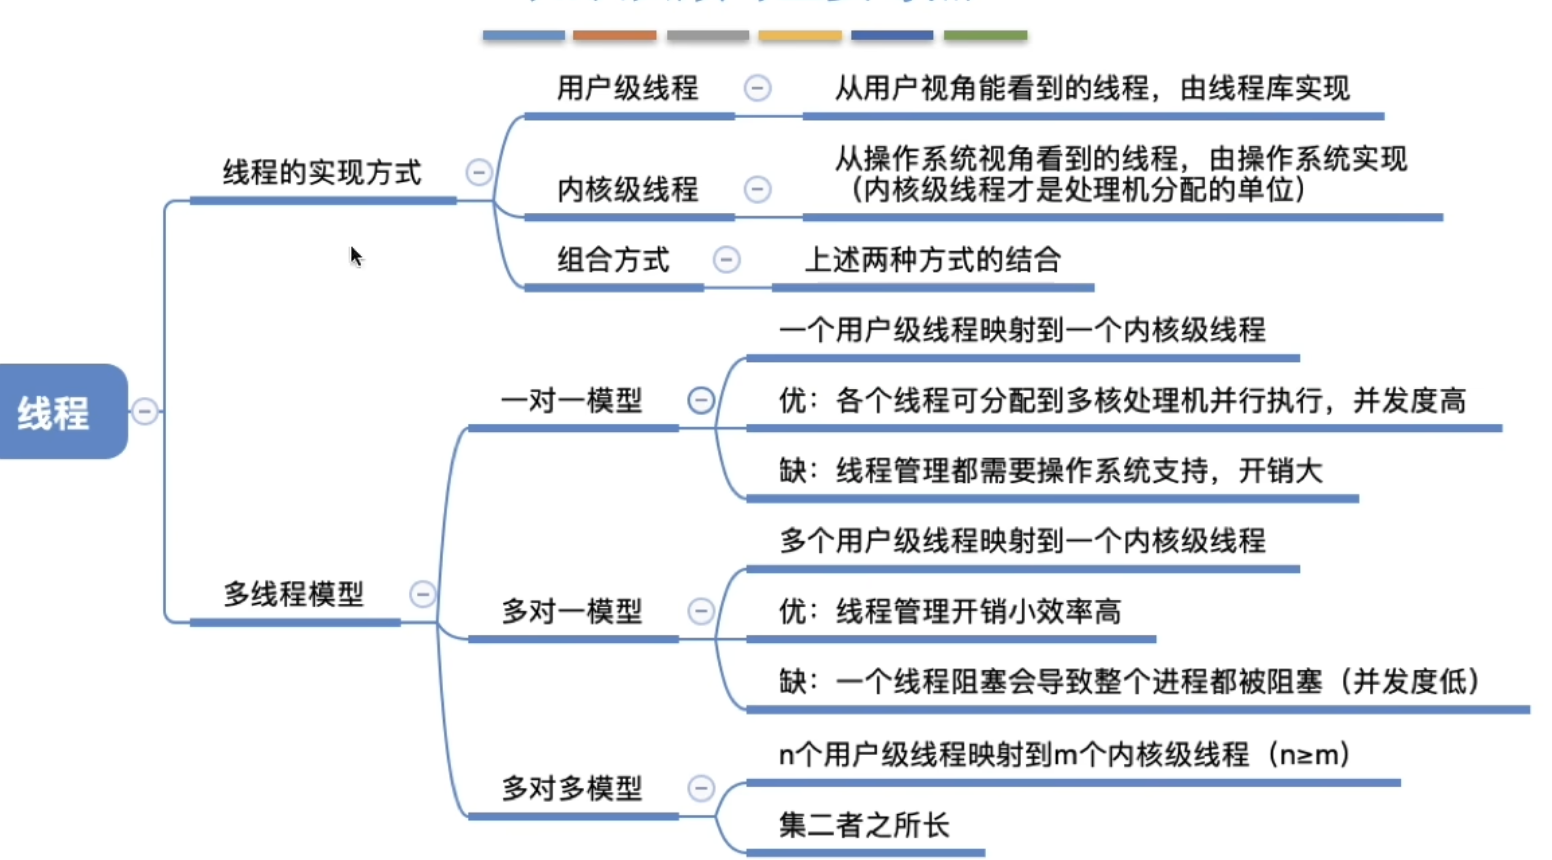 用户级线程
从用户视角能看到的线程，由线程库实现
线程的实现方式
内核级线程
从操作系统视角看到的线程，由操作系统实现
（内核级线程才是处理机分配的单位）
组合方式
上述两种方式的结合
线程
一对一模型
一个用户级线程映射到一个内核级线程
优：各个线程可分配到多核处理机并行执行，并发度高
缺：线程管理都需要操作系统支持，开销大
多线程模型
多对一模型
多个用户级线程映射到一个内核级线程
优：线程管理开销小效率高
缺：一个线程阻塞会导致整个进程都被阻塞（并发度低）
多对多模型
n个用户级线程映射到m个内核级线程（n≥m）
集二者之所长